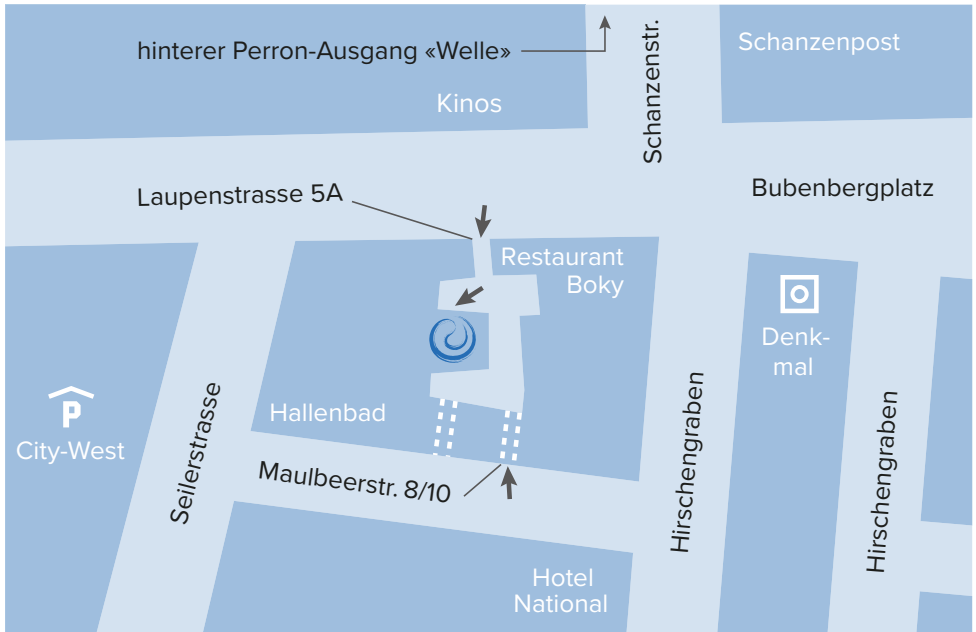 hinterer Perron-Ausgang «Welle»
Schanzenstr.
Schanzenpost
Kinos
Laupenstrasse 5A
Bubenbergplatz
Restaurant
Boky
Denk-
mal
P
City-West
Seilerstrasse
Hallenbad
Maulbeerstr. 8/10
Hirschengraben
Hirschengraben
Hotel
National